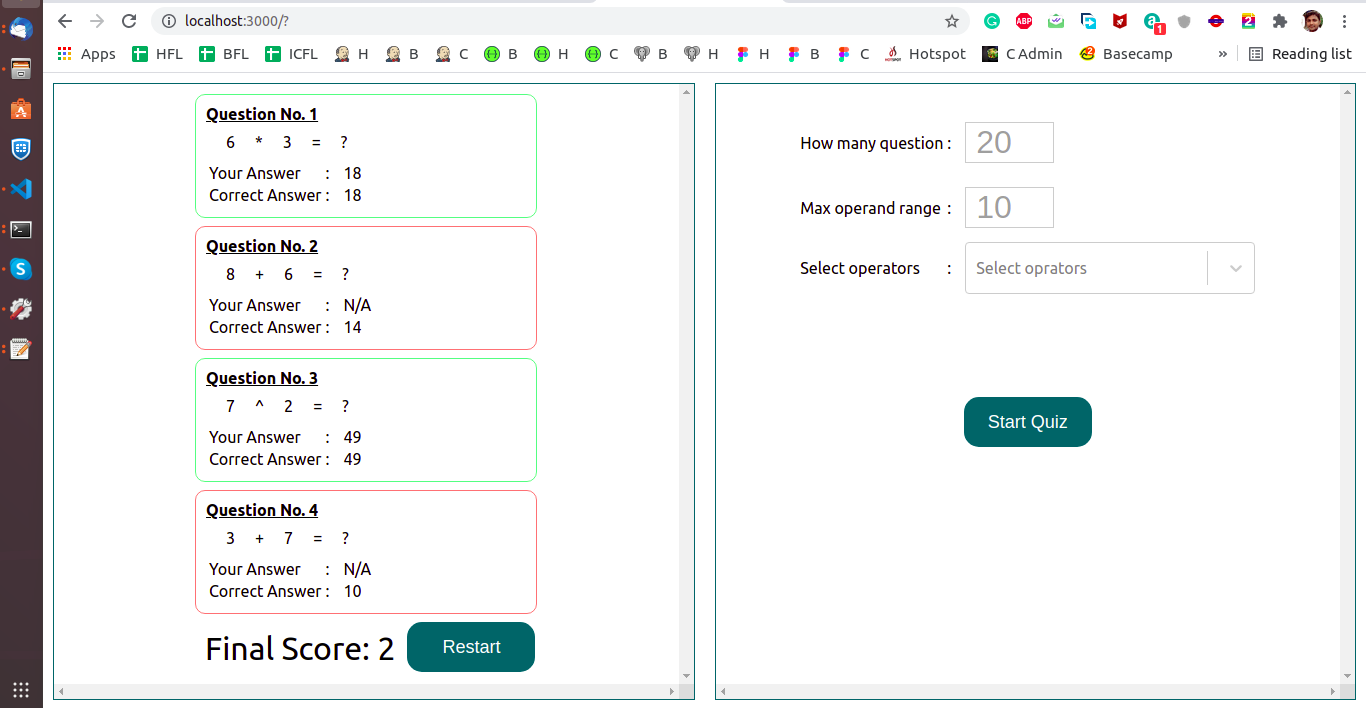 localhost:3000/?
ABP
1
2
Apps HFL BFL ICFL H B C B H C B H H B C Hotspot C Admin Basecamp » Reading list
Question No. 1
6 * 3 = ?
Your Answer : 18
Correct Answer : 18
Question No. 2
8 + 6 = ?
Your Answer : N/A
Correct Answer : 14
Question No. 3
7 ^ 2 = ?
Your Answer : 49
Correct Answer : 49
Question No. 4
3 + 7 = ?
Your Answer : N/A
Correct Answer : 10
Final Score: 2 Restart
How many question : 20
Max operand range : 10
Select operators : Select oprators
Start Quiz